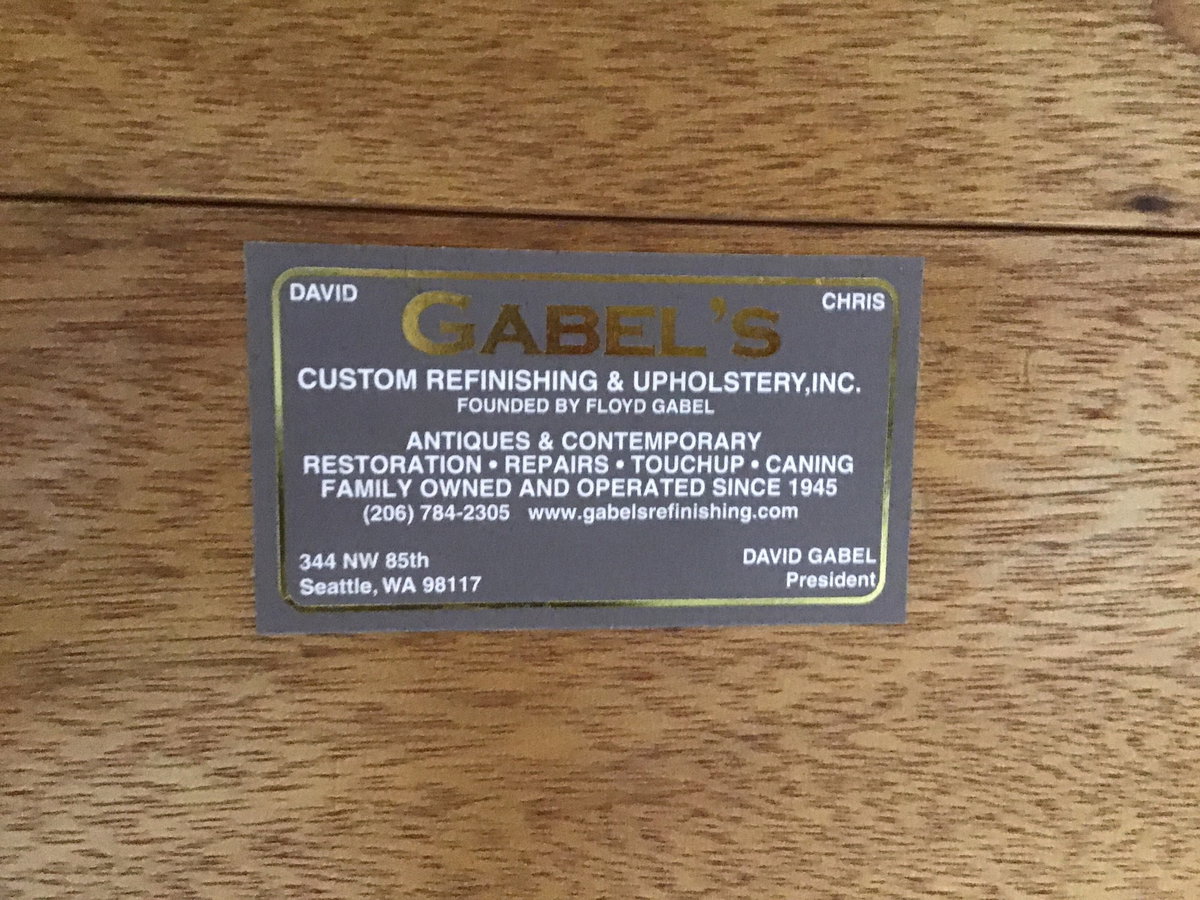 DAVID GABEL'S CHRIS
CUSTOM REFINISHING & UPHOLSTERY,INC.
FOUNDED BY FLOYD GABEL
ANTIQUES & CONTEMPORARY
RESTORATION • REPAIRS • TOUCHUP • CANING
FAMILY OWNED AND OPERATED SINCE 1945
(206) 784-2305 www.gabelsrefinishing.com
344 NW 85th
Seattle, WA 98117
DAVID GABEL
President